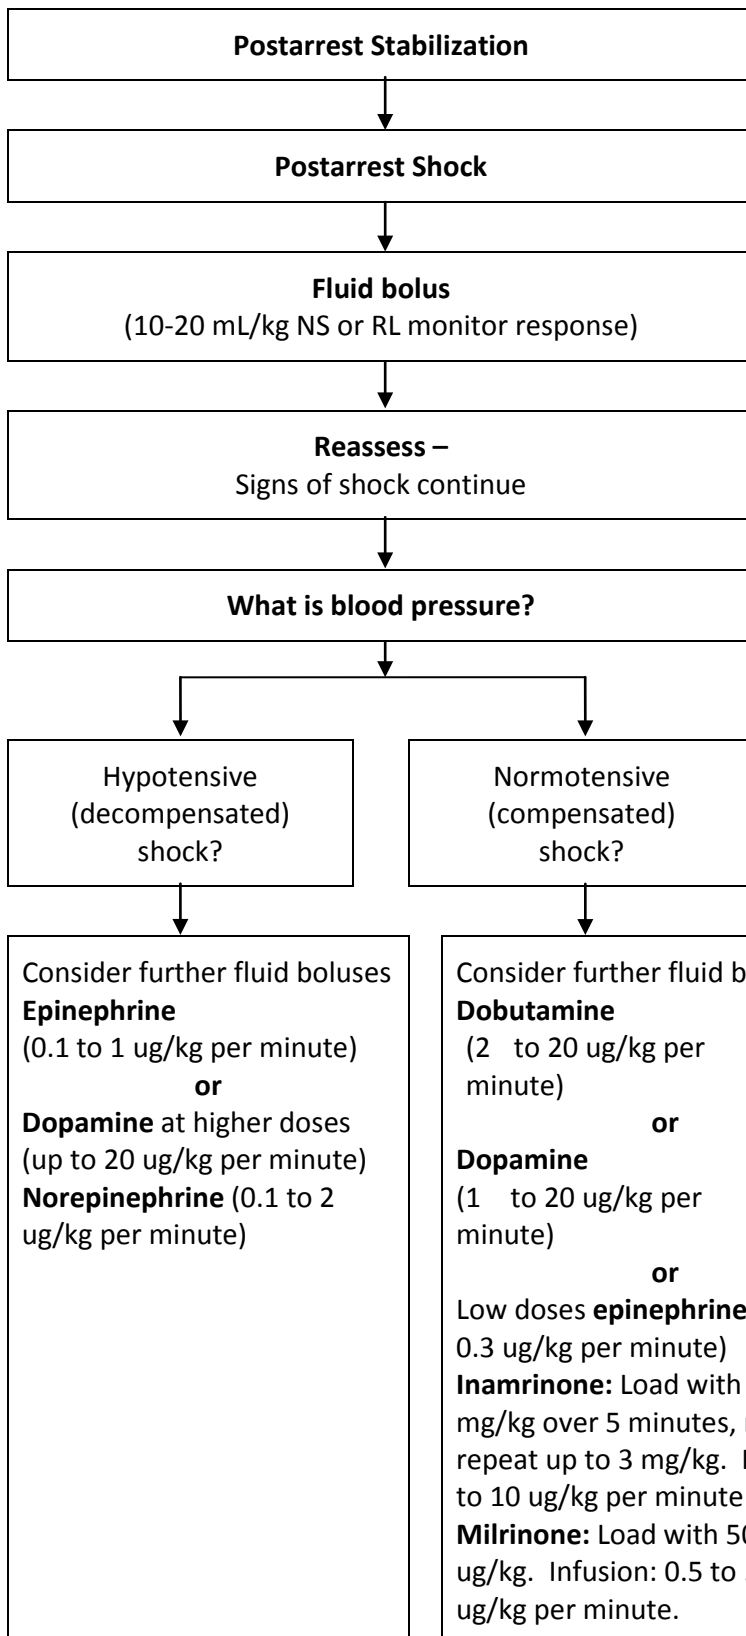 Postarrest Stabilization
Postarrest Shock
Fluid bolus
(10-20 mL/kg NS or RL monitor response)
Reassess –
Signs of shock continue
What is blood pressure?
Hypotensive
(decompensated)
shock?
Normotensive
(compensated)
shock?
Consider further fluid boluses
Epinephrine
(0.1 to 1 ug/kg per minute)
or
Dopamine at higher doses
(up to 20 ug/kg per minute)
Norepinephrine (0.1 to 2
ug/kg per minute)
Consider further fluid
Dobutamine
(2 to 20 ug/kg per
minute)
or
Dopamine
(1 to 20 ug/kg per
minute)
or
Low doses epinephrine
0.3 ug/kg per minute)
Inamrinone: Load with
mg/kg over 5 minutes,
repeat up to 3 mg/kg.
to 10 ug/kg per minute
Milrinone: Load with
ug/kg. Infusion: 0.5 to
ug/kg per minute.